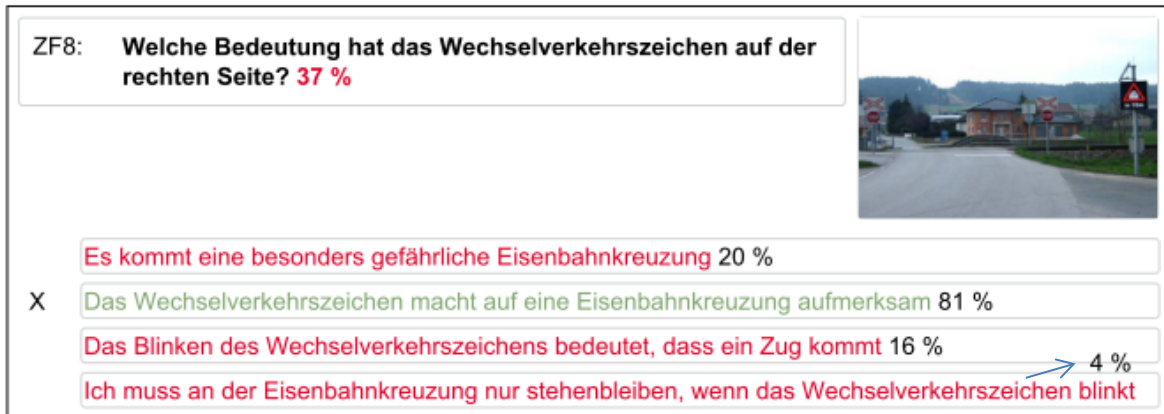 ZF8: Welche Bedeutung hat das Wechselverkehrszeichen auf der
rechten Seite? 37 %
Es kommt eine besonders gefährliche Eisenbahnkreuzung 20 %
X Das Wechselverkehrszeichen macht auf eine Eisenbahnkreuzung aufmerksam 81 %
Das Blinken des Wechselverkehrszeichens bedeutet, dass ein Zug kommt 16 %
4 %
Ich muss an der Eisenbahnkreuzung nur stehenbleiben, wenn das Wechselverkehrszeichen blinkt